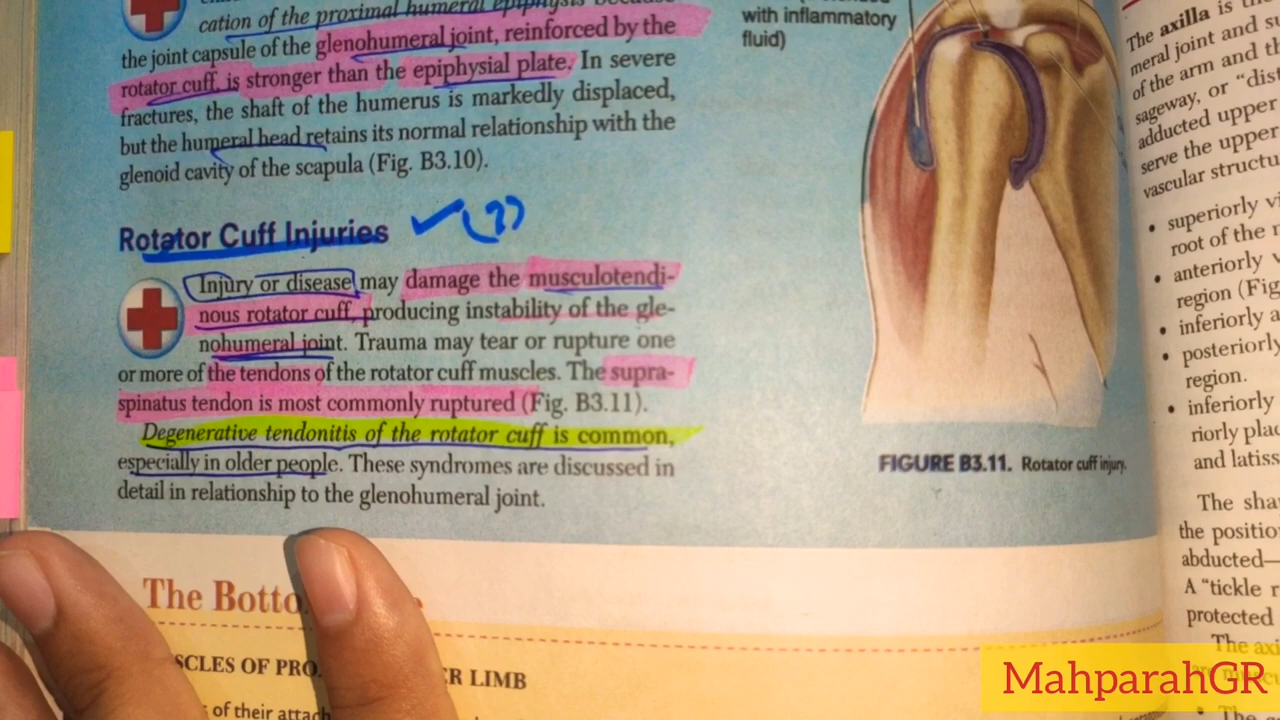 cation of the proximal humeral epiphysis because
the joint capsule of the glenohumeral joint, reinforced by the
rotator cuff, is stronger than the epiphysial plate. In severe
fractures, the shaft of the humerus is markedly displaced,
but the humeral head retains its normal relationship with the
glenoid cavity of the scapula (Fig. B3.10).
Rotator Cuff Injuries
Injury or disease may damage the musculotendi-
nous rotator cuff, producing instability of the gle-
nohumeral joint. Trauma may tear or rupture one
or more of the tendons of the rotator cuff muscles. The supra-
spinatus tendon is most commonly ruptured (Fig. B3.11).
Degenerative tendonitis of the rotator cuff is common,
especially in older people. These syndromes are discussed in
detail in relationship to the glenohumeral joint.
The Botto
SCLES OF PRO R LIMB
of their attach
with inflammatory
fluid)
FIGURE B3.11. Rotator cuff injury.
The axilla is
meral joint and
of the arm and
sageway, or "dist
adducted upper
serve the upper
vascular structu
• superiorly
root of the
• anteriorly
region (Fig
• inferiorly
• posteriorly
region.
• inferiorly
riorly plac
and latiss
The sha
the position
abducted—
A "tickle
protected
The axi
MahparahGR